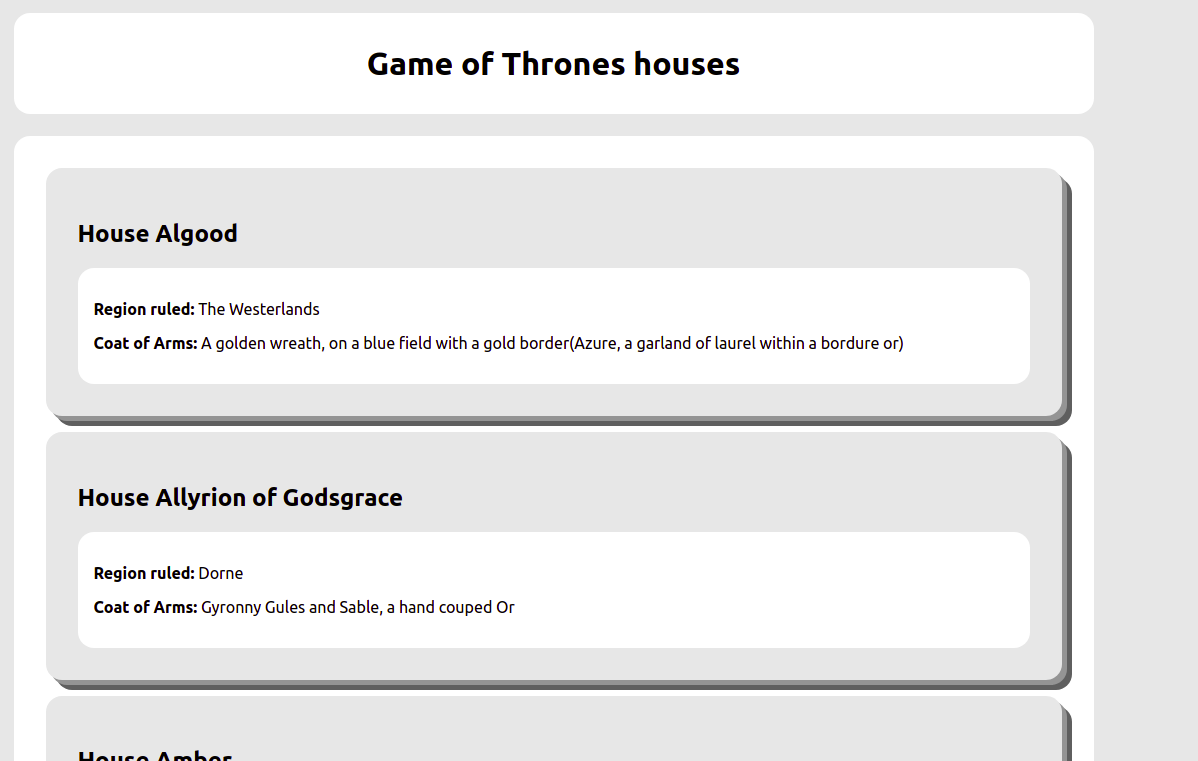 Game of Thrones houses
House Algood
Region ruled: The Westerlands
Coat of Arms: A golden wreath, on a blue field with a gold border(Azure, a garland of laurel within a bordure or)
House Allyrion of Godsgrace
Region ruled: Dorne
Coat of Arms: Gyronny Gules and Sable, a hand couped Or
House Amber